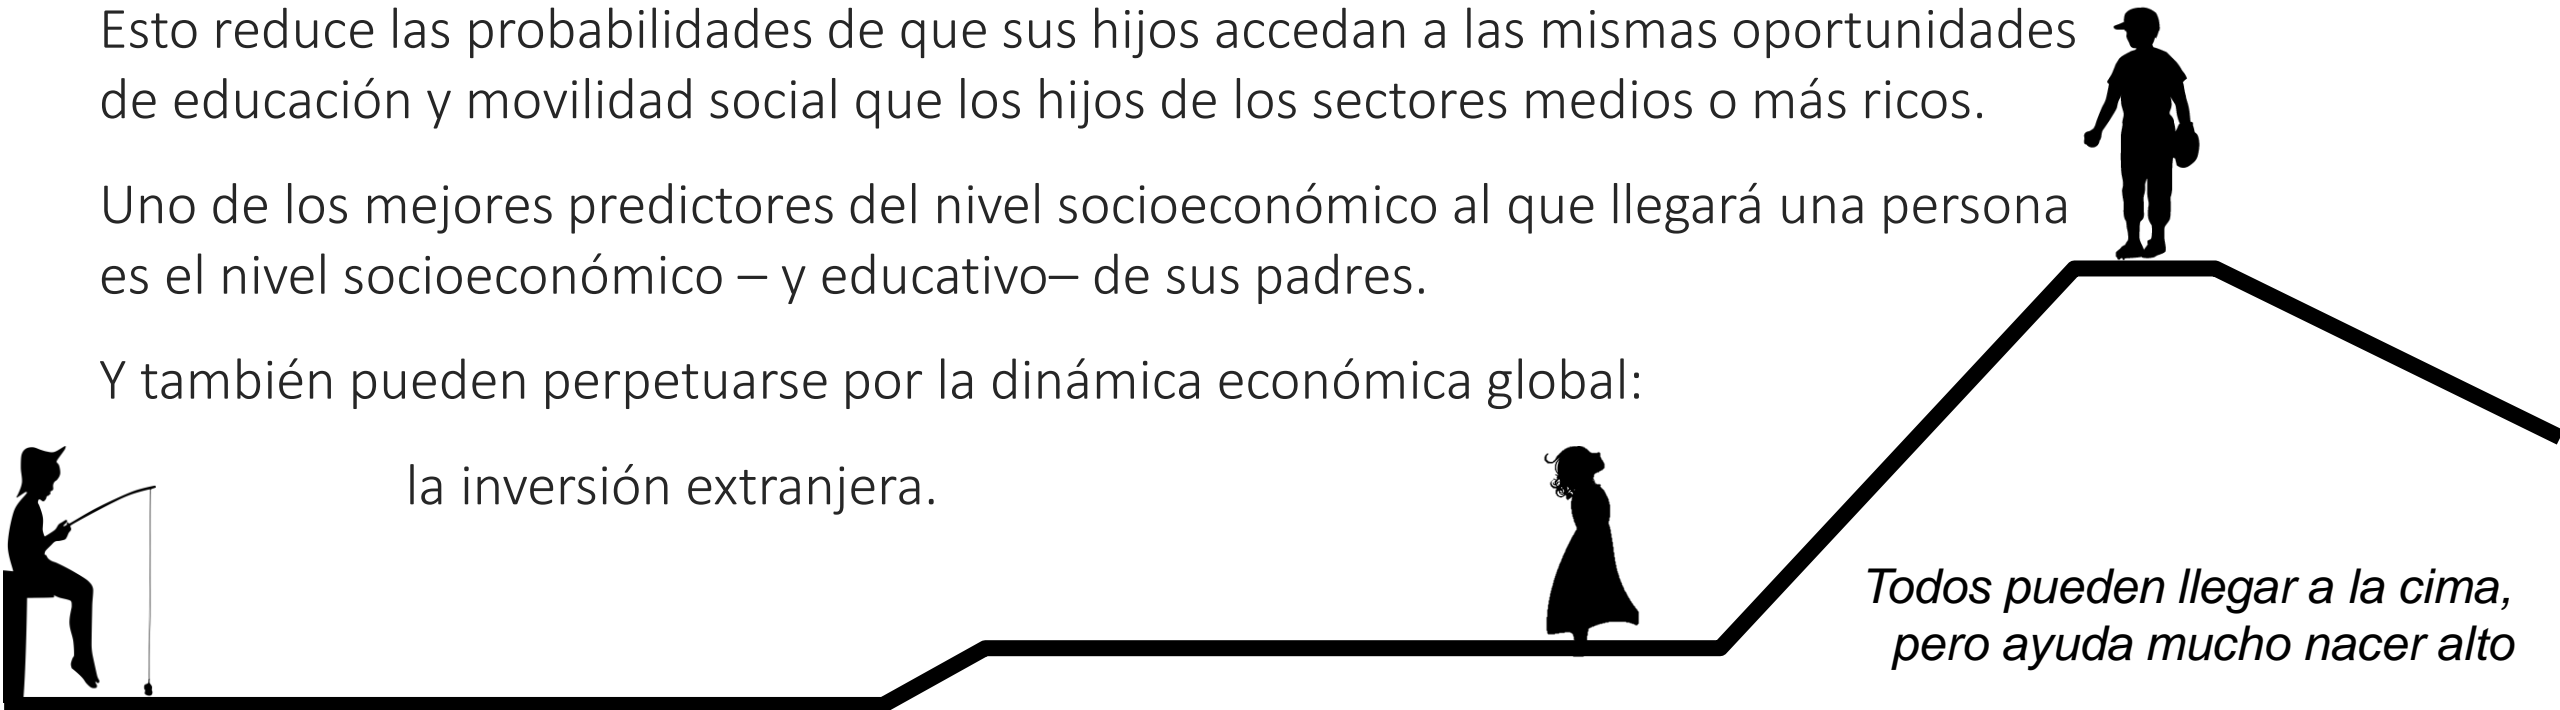 Esto reduce las probabilidades de que sus hijos accedan a las mismas oportunidades
de educación y movilidad social que los hijos de los sectores medios o más ricos.
Uno de los mejores predictores del nivel socioeconómico al que llegará una persona
es el nivel socioeconómico – y educativo– de sus padres.
Y también pueden perpetuarse por la dinámica económica global:
la inversión extranjera.
Todos pueden llegar a la cima,
pero ayuda mucho nacer alto